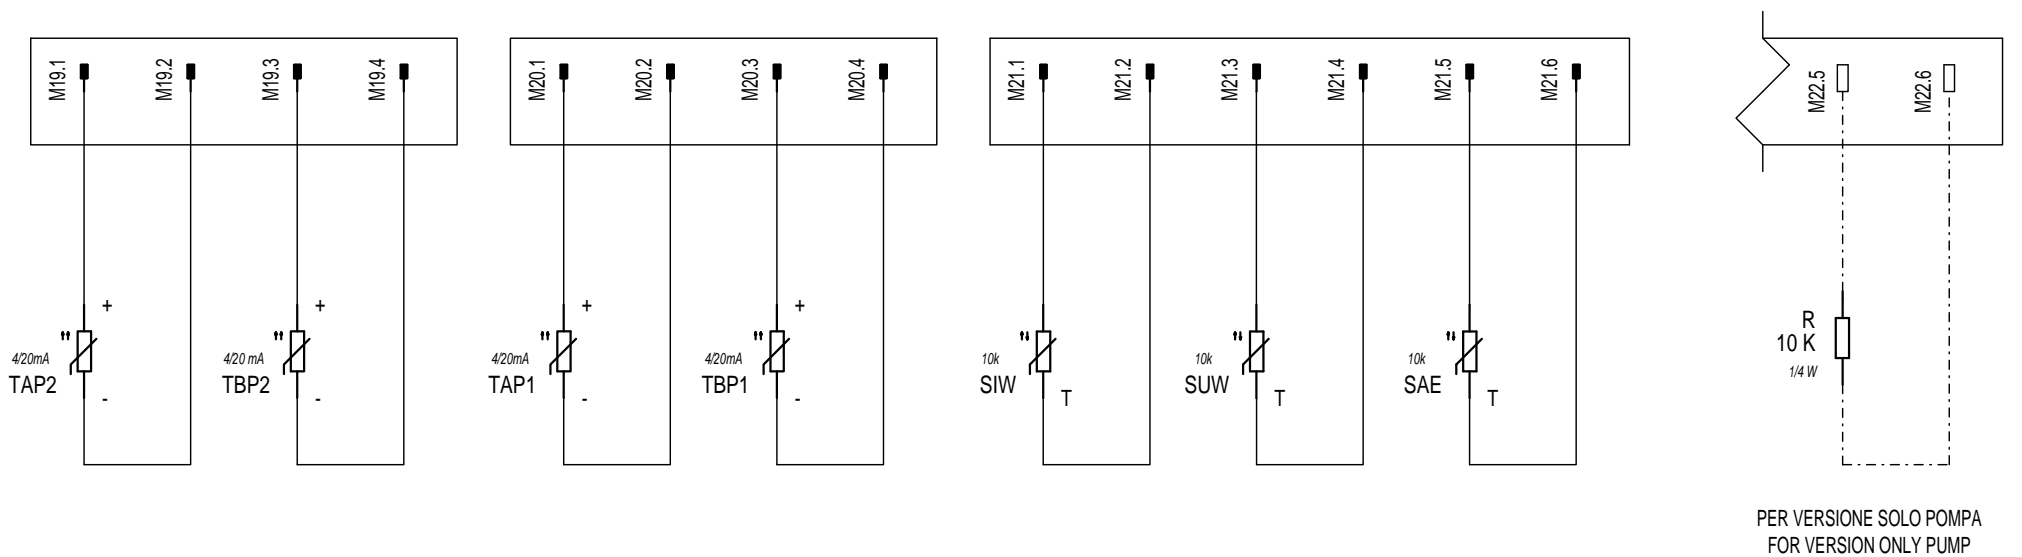 M19.1
M19.2
M19.3
M19.4
M20.1
M20.2
M20.3
M20.4
M21.1
M21.2
M21.3
M21.4
M21.5
M21.6
M22.5
M22.6
+
4/20mA
TAP2
-
+
4/20 mA
TBP2
-
+
4/20mA
TAP1
-
+
4/20mA
TBP1
-
10k
SIW
T
10k
SUW
T
10k
SAE
T
R
10 K
1/4 W
PER VERSIONE SOLO POMPA
FOR VERSION ONLY PUMP